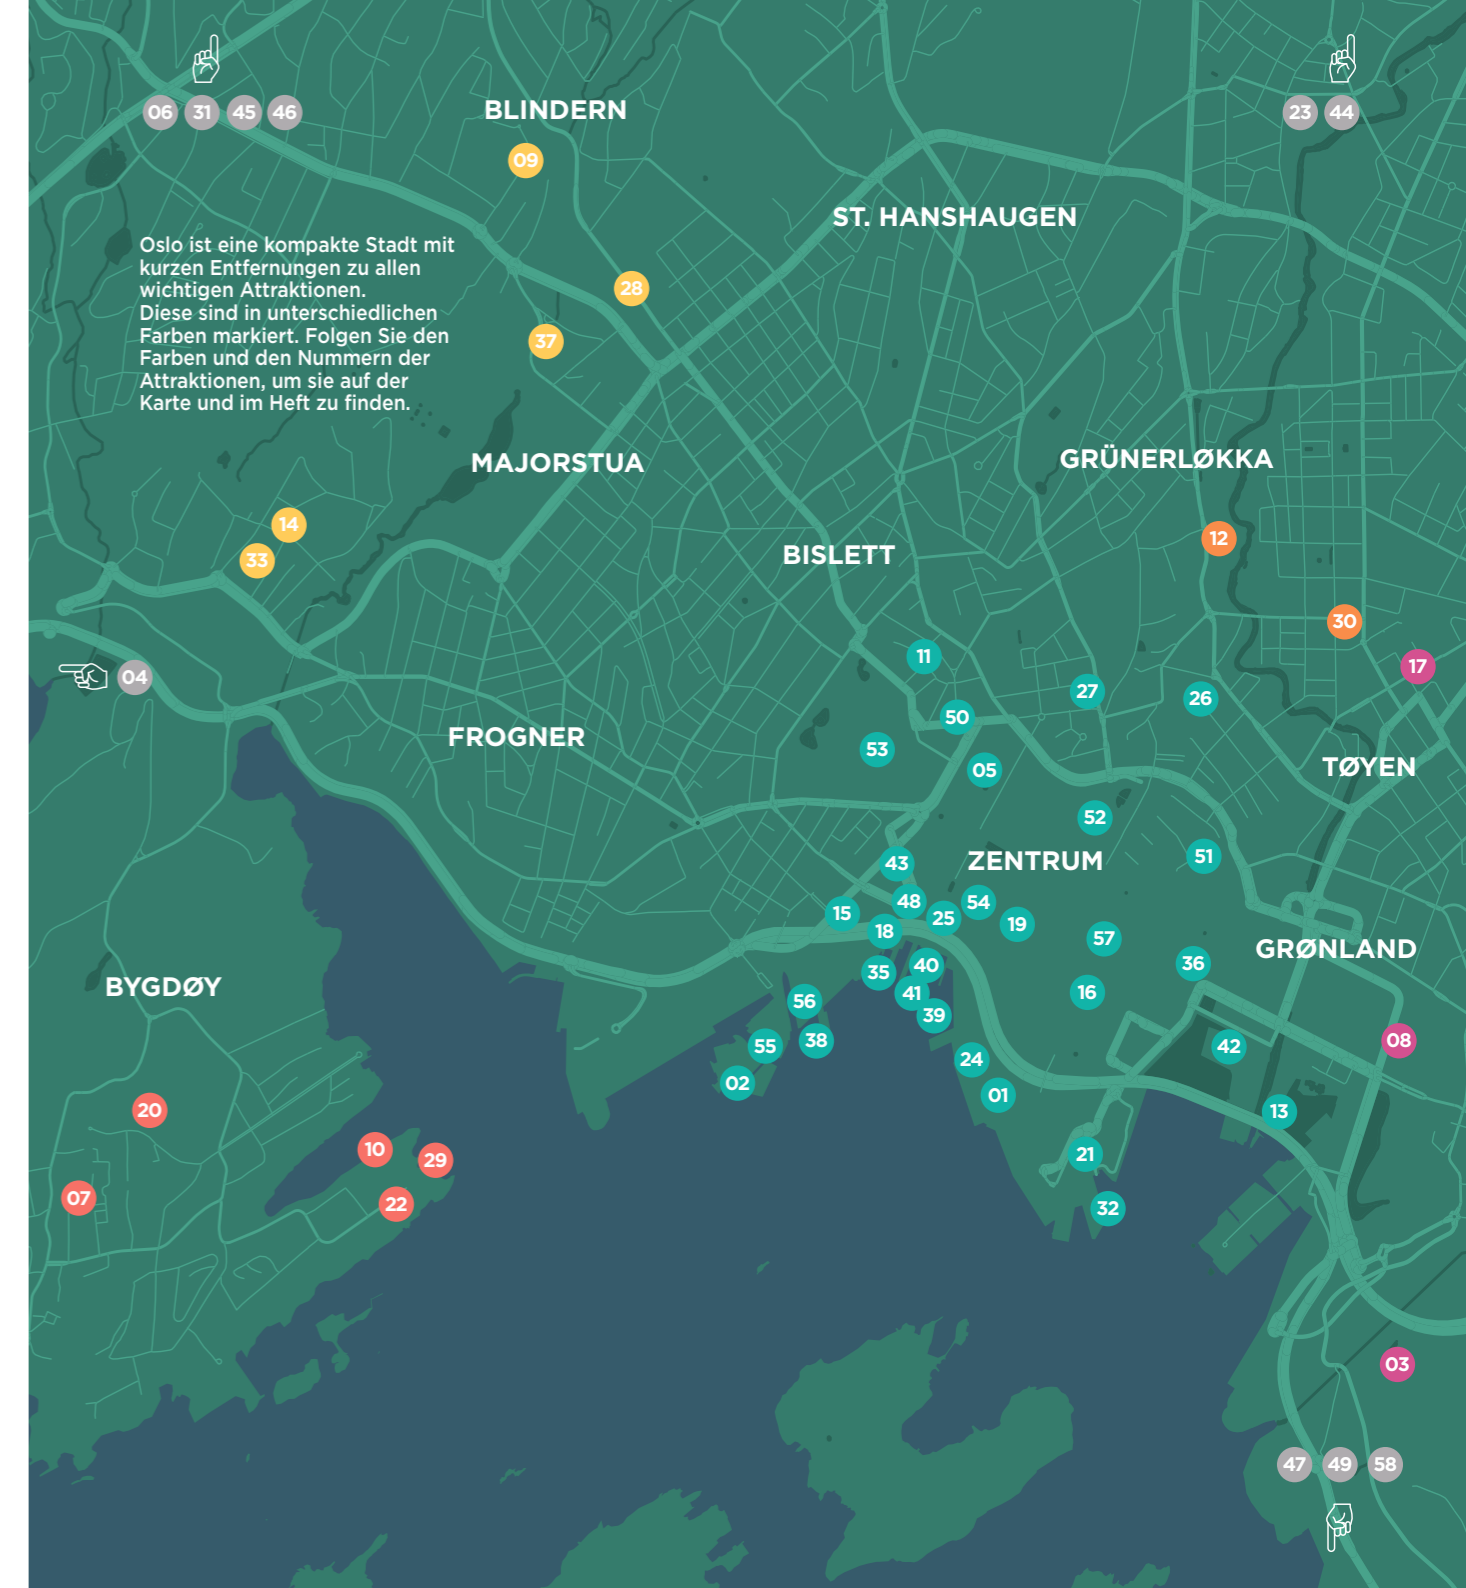 06 31 45 46
23 44
BLINDERN
09
ST. HANSHAUGEN
Oslo ist eine kompakte Stadt mit
kurzen Entfernungen zu allen
wichtigen Attraktionen.
Diese sind in unterschiedlichen
Farben markiert. Folgen Sie den
Farben und den Nummern der
Attraktionen, um sie auf der
Karte und im Heft zu finden.
28
37
MAJORSTUA
GRÜNERLØKKA
14
33
12
BISLETT
30
11
17
04
27
26
50
FROGNER
53
05
TØYEN
52
ZENTRUM
51
43
48
54
15
25
19
18
57
GRØNLAND
40
36
35
BYGDØY
41
16
56
39
38
55
42
08
24
02
01
20
13
10
29
21
07
22
32
03
47 49 58